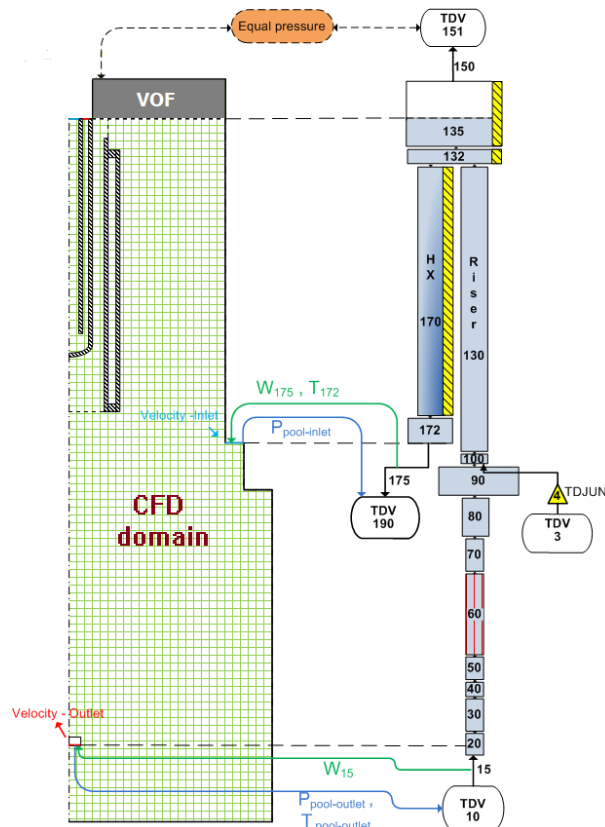 Equal pressure
TDV
151
150
VOF
135
132
H
X
170
R
i
s
e
r
130
W175 , T172
Velocity -Inlet
Ppool-inlet
172
100
175
90
4
TDJUN
TDV
190
TDV
3
CFD
domain
80
70
60
50
40
30
20
Velocity - Outlet
W15
15
Ppool-outlet ,
Tpool-outlet
TDV
10